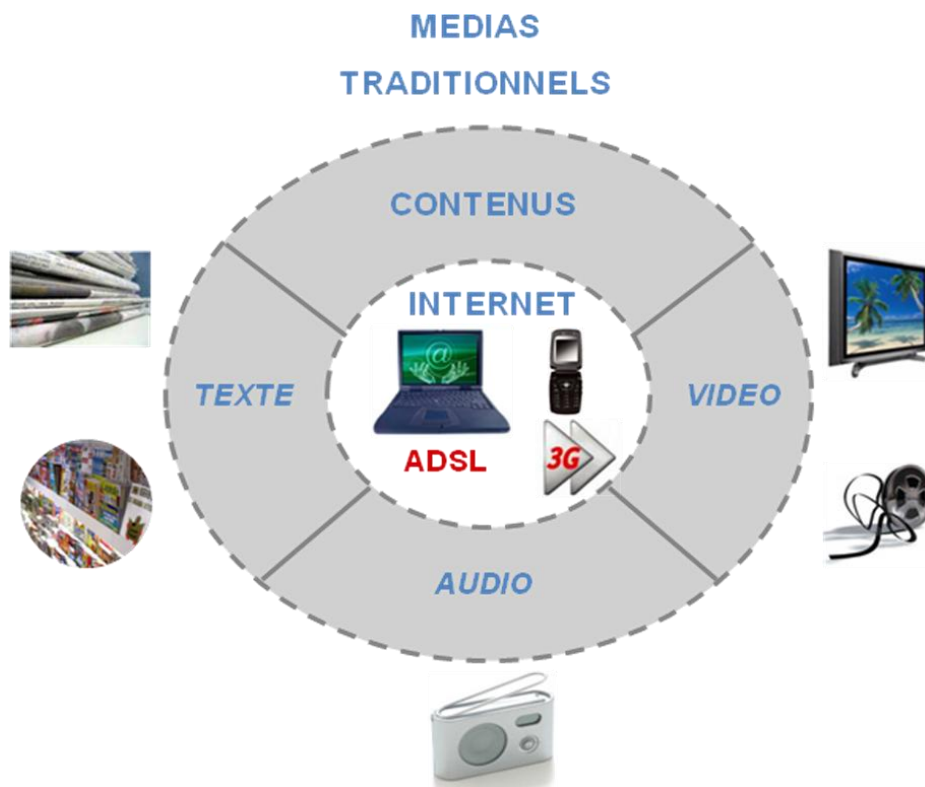 MEDIAS
TRADITIONNELS
CONTENUS
INTERNET
@
TEXTE
VIDEO
ADSL
3G
AUDIO